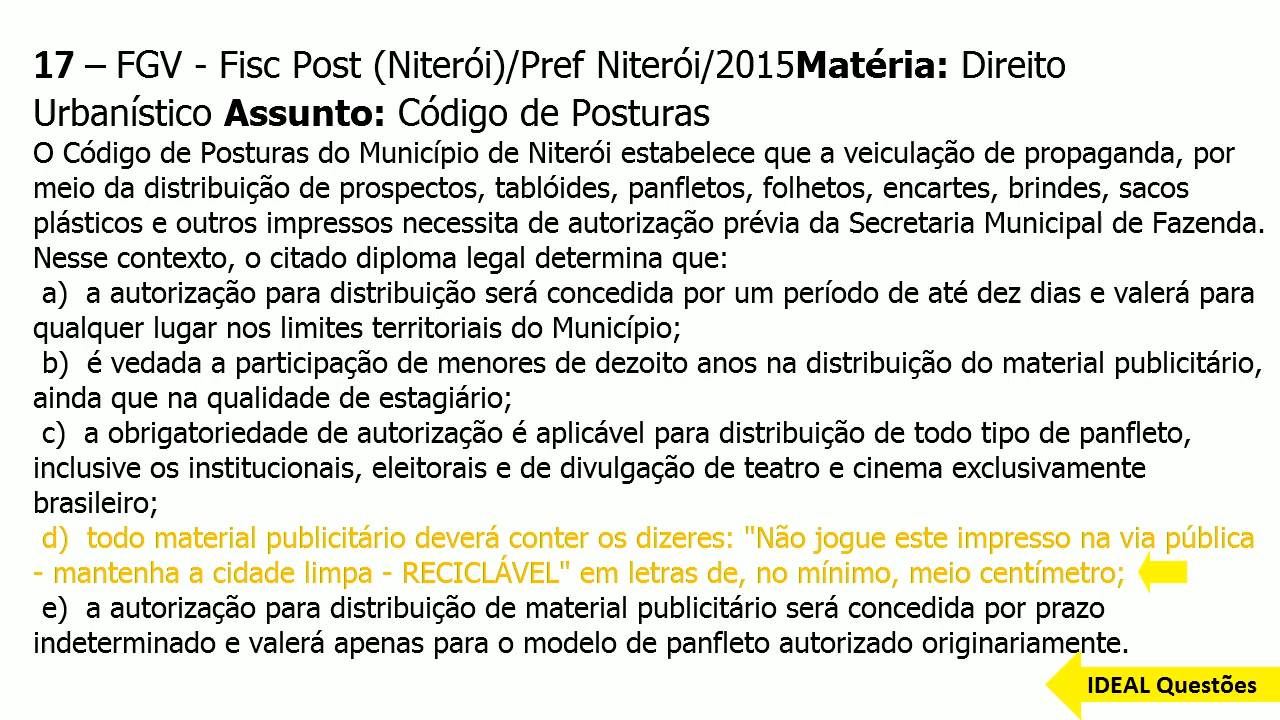 17 – FGV - Fisc Post (Niterói)/Pref Niterói/2015Matéria: Direito
Urbanístico Assunto: Código de Posturas
O Código de Posturas do Município de Niterói estabelece que a veiculação de propaganda, por
meio da distribuição de prospectos, tablóides, panfletos, folhetos, encartes, brindes, sacos
plásticos e outros impressos necessita de autorização prévia da Secretaria Municipal de Fazenda.
Nesse contexto, o citado diploma legal determina que:
a) a autorização para distribuição será concedida por um período de até dez dias e valerá para
qualquer lugar nos limites territoriais do Município;
b) é vedada a participação de menores de dezoito anos na distribuição do material publicitário,
ainda que na qualidade de estagiário;
c) a obrigatoriedade de autorização é aplicável para distribuição de todo tipo de panfleto,
inclusive os institucionais, eleitorais e de divulgação de teatro e cinema exclusivamente
brasileiro;
d) todo material publicitário deverá conter os dizeres: "Não jogue este impresso na via pública
- mantenha a cidade limpa - RECICLÁVEL" em letras de, no mínimo, meio centímetro;
e) a autorização para distribuição de material publicitário será concedida por prazo
indeterminado e valerá apenas para o modelo de panfleto autorizado originariamente.
IDEAL Questões